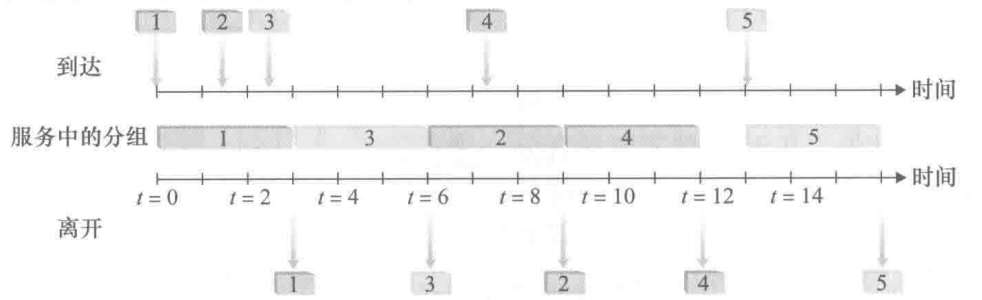 1 2 3 4 5
到达
时间
服务中的分组 1 3 2 4 5
时间
t = 0 t = 2 t = 4 t = 6 t = 8 t = 10 t = 12 t = 14
离开
1 3 2 4 5